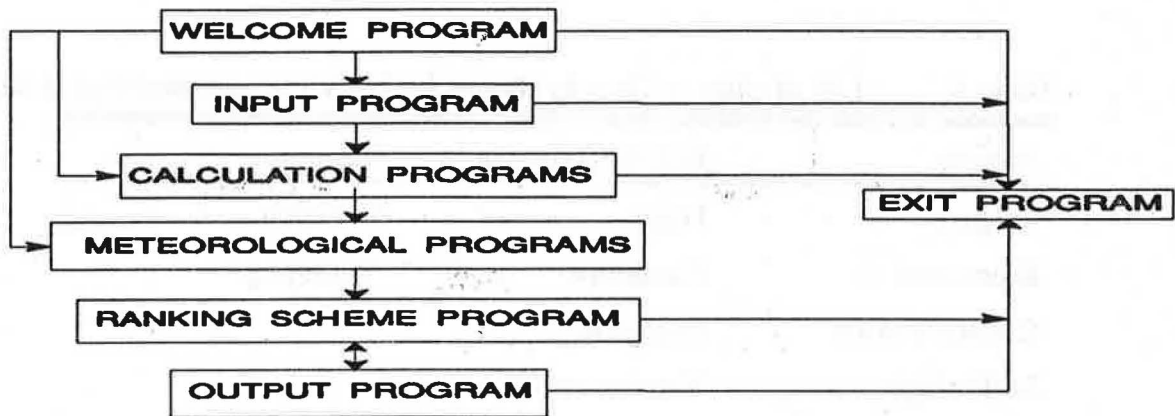 WELCOME PROGRAM
INPUT PROGRAM
CALCULATION PROGRAMS
EXIT PROGRAM
METEOROLOGICAL PROGRAMS
RANKING SCHEME PROGRAM
OUTPUT PROGRAM